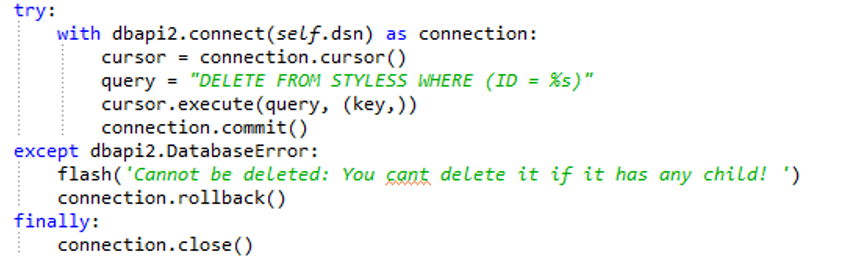 try:
    with dbapi2.connect(self.dsn) as connection:
        cursor = connection.cursor()
        query = "DELETE FROM STYLESS WHERE (ID = %s)"
        cursor.execute(query, (key,))
        connection.commit()
except dbapi2.DatabaseError:
    flash('Cannot be deleted: You cant delete it if it has any child! ')
    connection.rollback()
finally:
    connection.close()